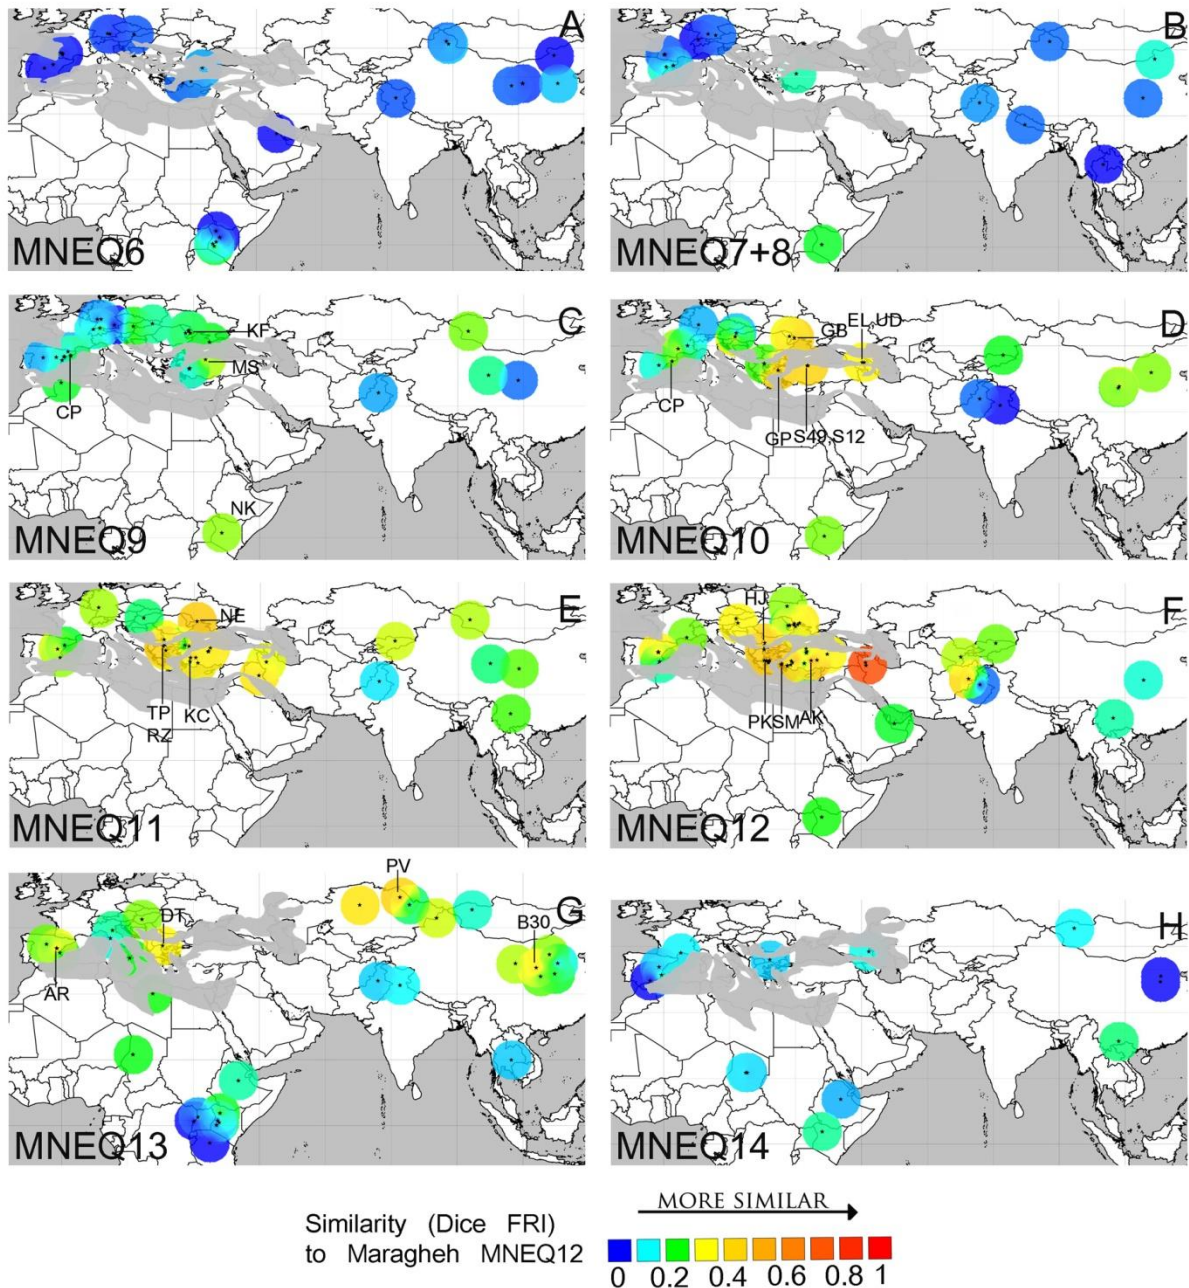 A
MNEQ6
B
MNEQ7+8
C
KF
MS
CP
NK
MNEQ9
D
GB
EL,UD
CP
GP
S49,S12
MNEQ10
E
NE
TP
KC
RZ
MNEQ11
F
HJ
PK
SM
AK
MNEQ12
G
PV
DT
B30
AR
MNEQ13
H
MNEQ14
MORE SIMILAR
Similarity (Dice FRI)
to Maragheh MNEQ12
0 0.2 0.4 0.6 0.8 1